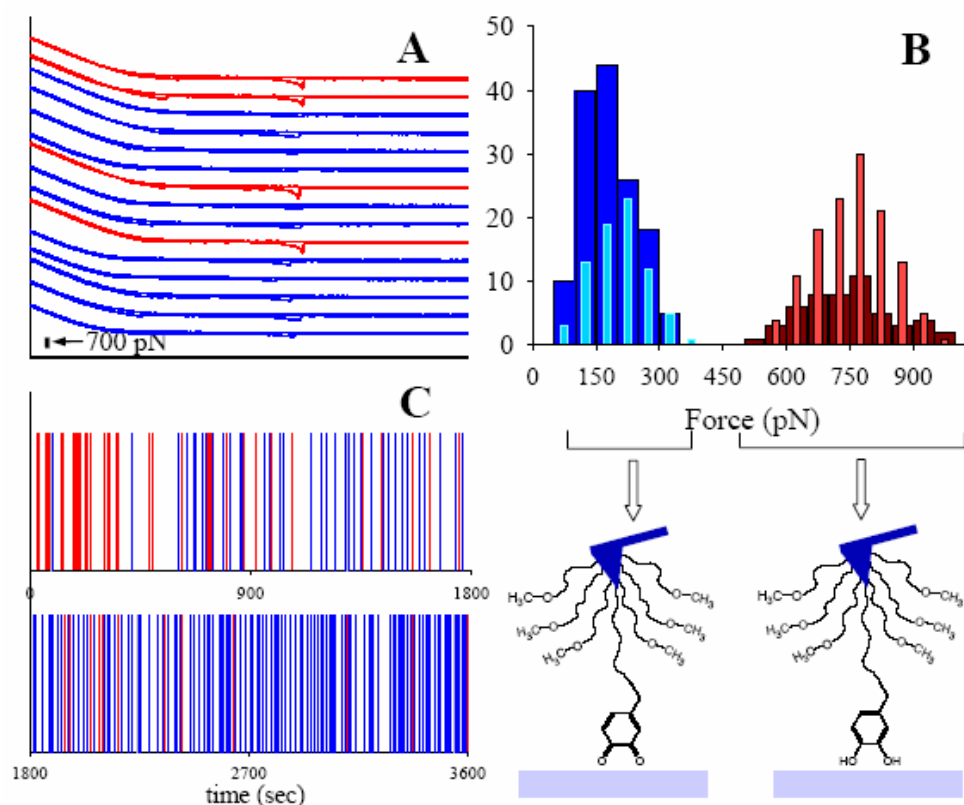 A
700 pN
B
50
40
30
20
10
0
0 150 300 450 600 750 900
Force (pN)
C
0 900 1800
1800 2700 3600
time (sec)
H₃C O O CH₃
H₃C O O CH₃
H₃C O O CH₃
O O
H₃C O O CH₃
H₃C O O CH₃
H₃C O O CH₃
HO OH